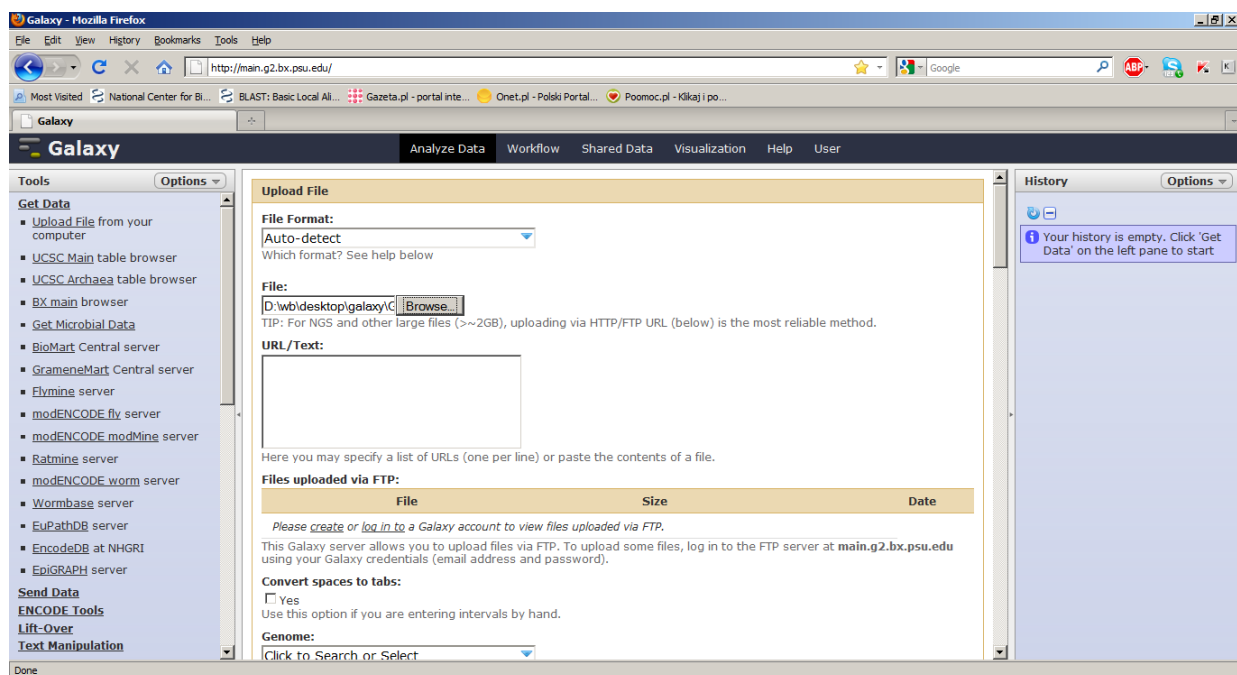 Galaxy - Mozilla Firefox
File Edit View History Bookmarks Tools Help
http://main.g2.bx.psu.edu/
Google
ABP
K
Most Visited National Center for Bi... BLAST: Basic Local Ali... Gazeta.pl - portal inte... Onet.pl - Polski Portal... Poomoc.pl - Klikaj i po...
Galaxy
Galaxy
Analyze Data Workflow Shared Data Visualization Help User
Tools Options
Get Data
Upload File from your
computer
UCSC Main table browser
UCSC Archaea table browser
BX main browser
Get Microbial Data
BioMart Central server
GrameneMart Central server
Flymine server
modENCODE fly server
modENCODE modMine server
Ratmine server
modENCODE worm server
Wormbase server
EuPathDB server
EncodeDB at NHGRI
EpiGRAPH server
Send Data
ENCODE Tools
Lift-Over
Text Manipulation
Upload File
File Format:
Auto-detect
Which format? See help below
File:
D:\wb\desktop\galaxy\G Browse...
TIP: For NGS and other large files (>~2GB), uploading via HTTP/FTP URL (below) is the most reliable method.
URL/Text:
Here you may specify a list of URLs (one per line) or paste the contents of a file.
Files uploaded via FTP:
File Size Date
Please create or log in to a Galaxy account to view files uploaded via FTP.
This Galaxy server allows you to upload files via FTP. To upload some files, log in to the FTP server at main.g2.bx.psu.edu
using your Galaxy credentials (email address and password).
Convert spaces to tabs:
Yes
Use this option if you are entering intervals by hand.
Genome:
Click to Search or Select
History Options
Your history is empty. Click 'Get
Data' on the left pane to start
Done